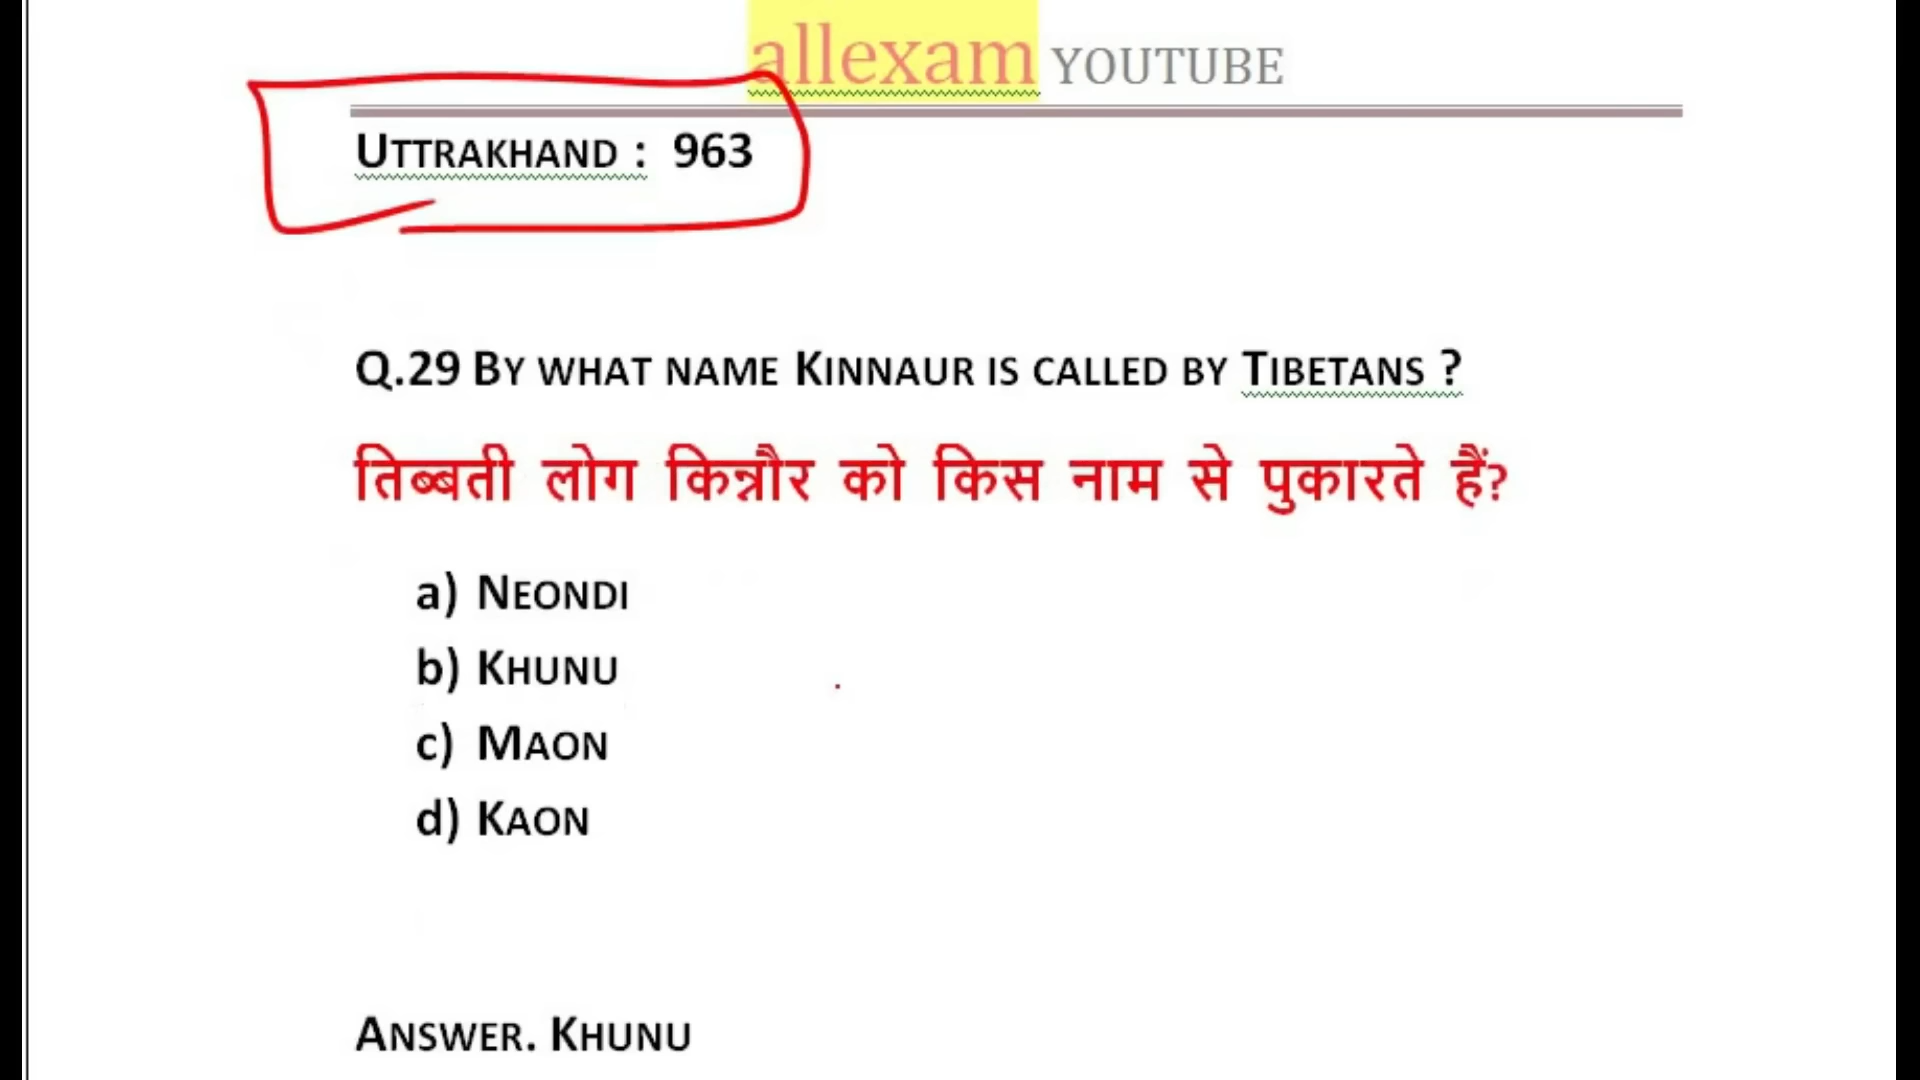 allexam YOUTUBE
UTTRAKHAND : 963
Q.29 BY WHAT NAME KINNAUR IS CALLED BY TIBETANS ?
तिब्बती लोग किन्नौर को किस नाम से पुकारते हैं?
a) NEONDI
b) KHUNU
c) MAON
d) KAON
ANSWER. KHUNU